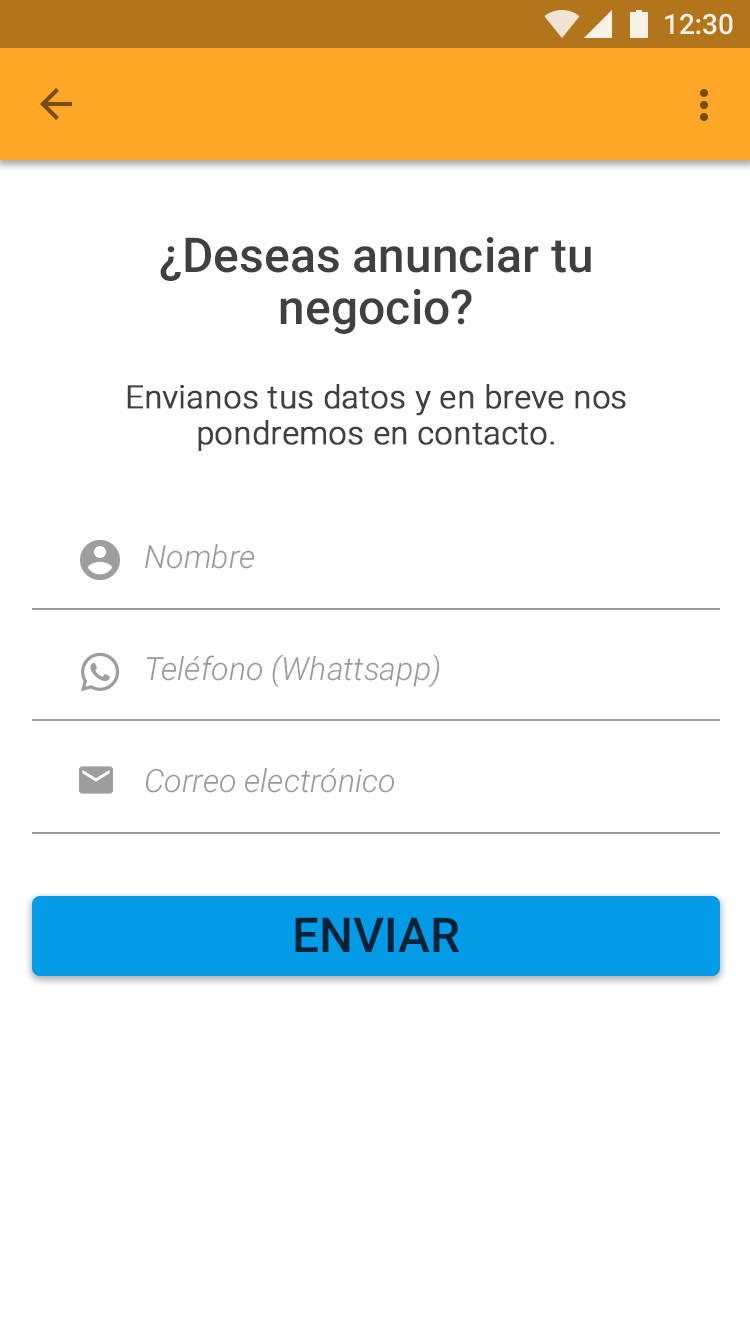 12:30
¿Deseas anunciar tu
negocio?
Envianos tus datos y en breve nos
pondremos en contacto.
Nombre
Teléfono (Whattsapp)
Correo electrónico
ENVIAR